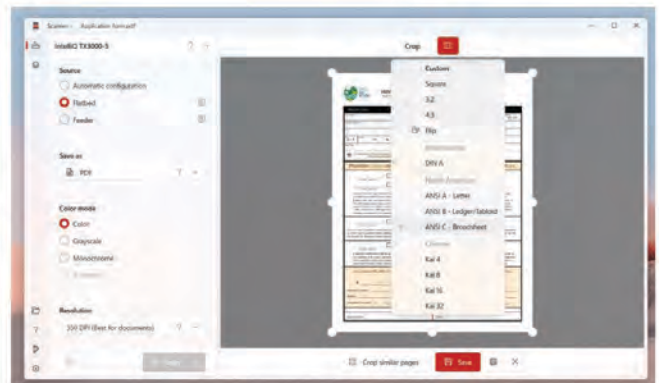 Scanner - Application form.pdf
IntelliQ TX3000-S
Source
Automatic configuration
Flatbed
Feeder
Save as
PDF
Color mode
Color
Grayscale
Monochrome
Resolution
300 DPI (Best for documents)
Crop
Custom
Square
3:2
4:3
Flip
DIN A
North American
ANSI A - Letter
ANSI B - Ledger/Tabloid
ANSI C - Broadsheet
Chinese
Kai 4
Kai 8
Kai 16
Kai 32
Crop similar pages
Save